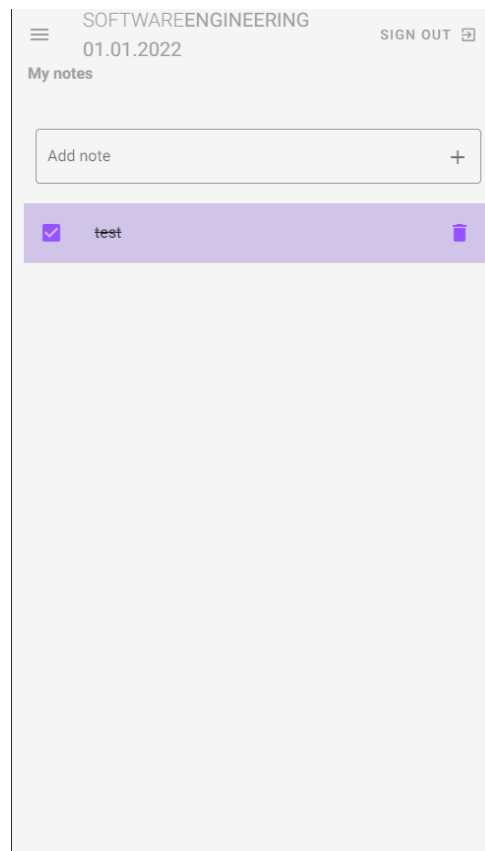 SOFTWAREENGINEERING
01.01.2022
SIGN OUT
My notes
Add note
test